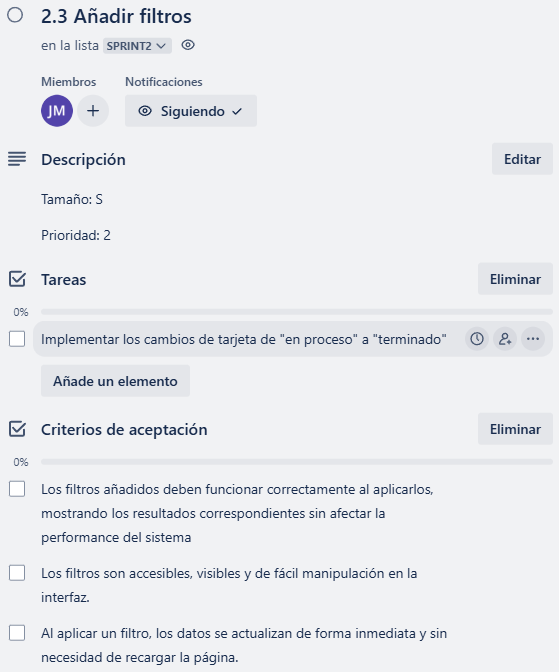 2.3 Añadir filtros
en la lista SPRINT2
Miembros
Notificaciones
JM
+
Siguiendo
Descripción
Editar
Tamaño: S
Prioridad: 2
Tareas
Eliminar
0%
Implementar los cambios de tarjeta de "en proceso" a "terminado"
Añade un elemento
Criterios de aceptación
Eliminar
0%
Los filtros añadidos deben funcionar correctamente al aplicarlos,
mostrando los resultados correspondientes sin afectar la
performance del sistema
Los filtros son accesibles, visibles y de fácil manipulación en la
interfaz.
Al aplicar un filtro, los datos se actualizan de forma inmediata y sin
necesidad de recargar la página.